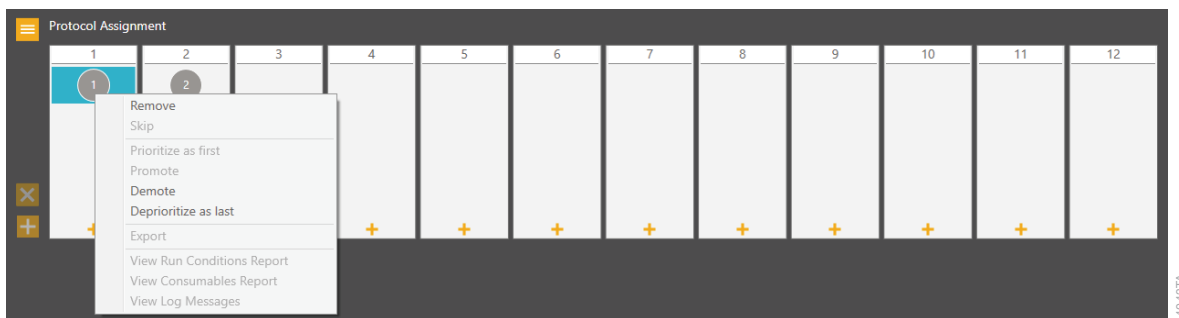 Protocol Assignment
1 2 3 4 5 6 7 8 9 10 11 12
1 2
Remove
Skip
Prioritize as first
Promote
Demote
Deprioritize as last
Export
View Run Conditions Report
View Consumables Report
View Log Messages